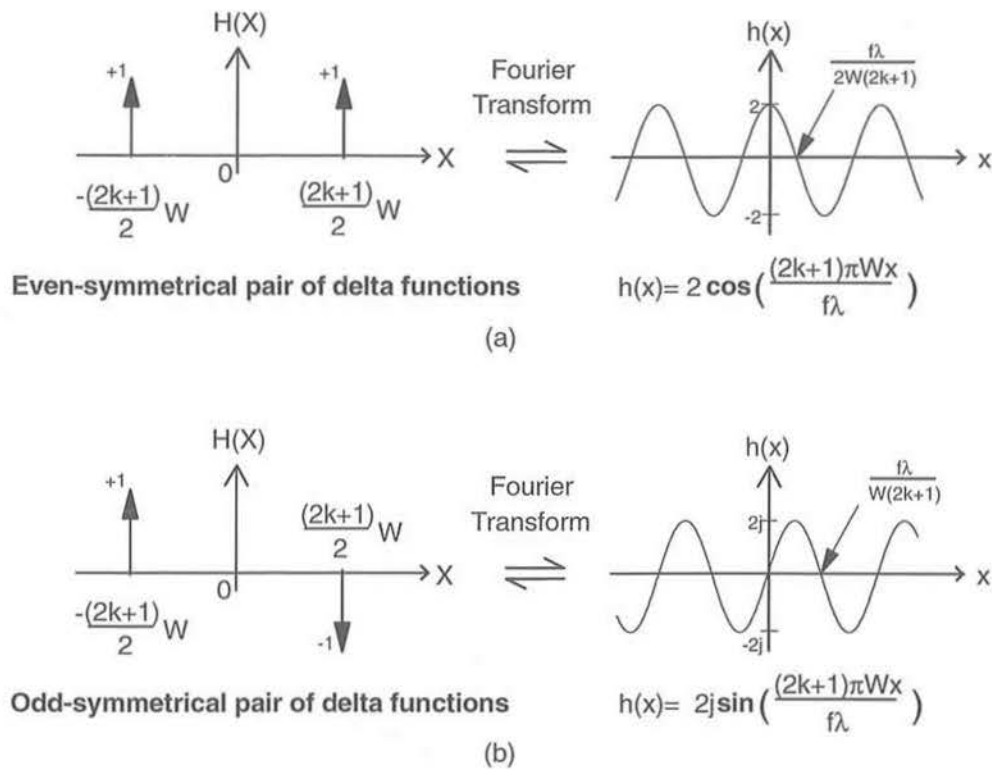 H(X)
+1
+1
0
X
-(2k+1)/2 W
(2k+1)/2 W
Fourier
Transform
h(x)
fλ/2W(2k+1)
2
-2
x
Even-symmetrical pair of delta functions
h(x)= 2 cos( (2k+1)πWx/fλ )
(a)
H(X)
+1
(2k+1)/2 W
0
X
-(2k+1)/2 W
-1
Fourier
Transform
h(x)
fλ/W(2k+1)
2j
-2j
x
Odd-symmetrical pair of delta functions
h(x)= 2jsin( (2k+1)πWx/fλ )
(b)